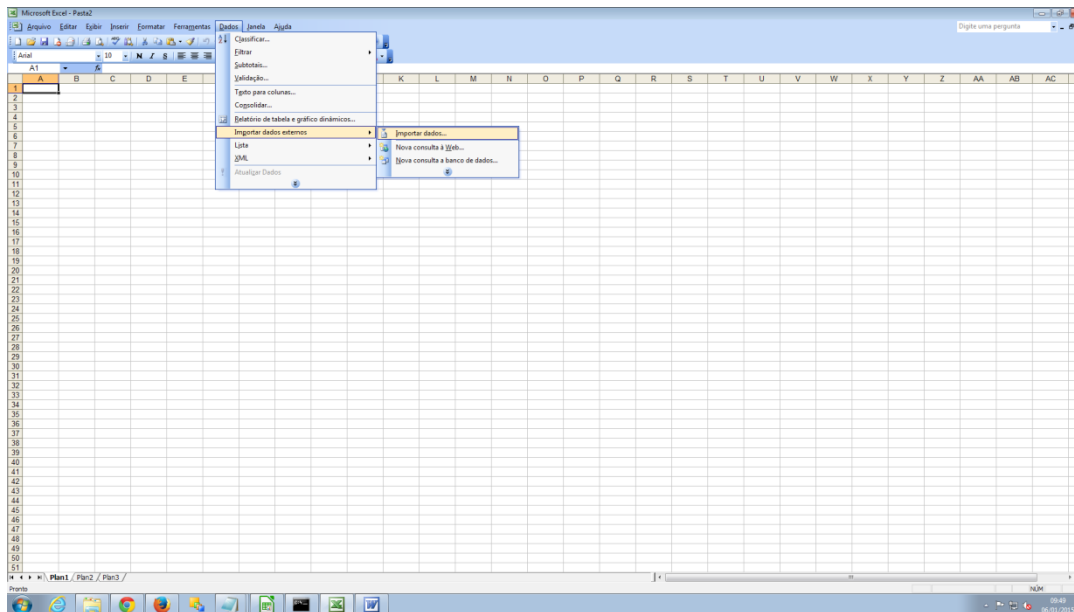 Microsoft Excel - Pasta2
Arquivo Editar Exibir Inserir Formatar Ferramentas Dados Janela Ajuda
Digite uma pergunta
Arial 10 N I S
A1 fx
A B C D E K L M N O P Q R S T U V W X Y Z AA AB AC
Classificar...
Filtrar
Subtotais...
Validação...
Texto para colunas...
Consolidar...
Relatório de tabela e gráfico dinâmicos...
Importar dados externos
Lista
XML
Atualizar Dados
Importar dados...
Nova consulta à Web...
Nova consulta a banco de dados...
1
2
3
4
5
6
7
8
9
10
11
12
13
14
15
16
17
18
19
20
21
22
23
24
25
26
27
28
29
30
31
32
33
34
35
36
37
38
39
40
41
42
43
44
45
46
47
48
49
50
51
Plan1 Plan2 Plan3
Pronto
NÚM
09:49